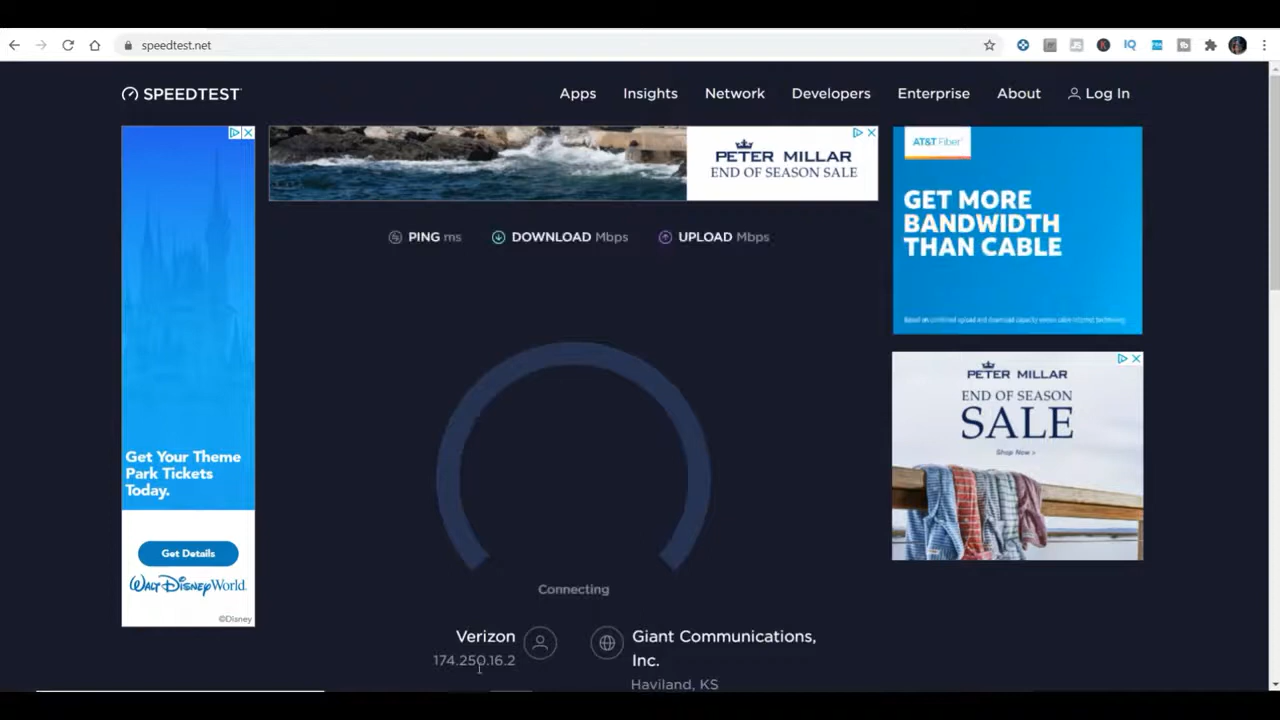 speedtest.net
SPEEDTEST
Apps Insights Network Developers Enterprise About Log In
PETER MILLAR
END OF SEASON SALE
AT&T Fiber
GET MORE
BANDWIDTH
THAN CABLE
PING ms DOWNLOAD Mbps UPLOAD Mbps
PETER MILLAR
END OF SEASON
SALE
Shop Now >
Get Your Theme
Park Tickets
Today.
Get Details
WALT DISNEY World.
©Disney
Connecting
Verizon
174.250.16.2
Giant Communications,
Inc.
Haviland, KS